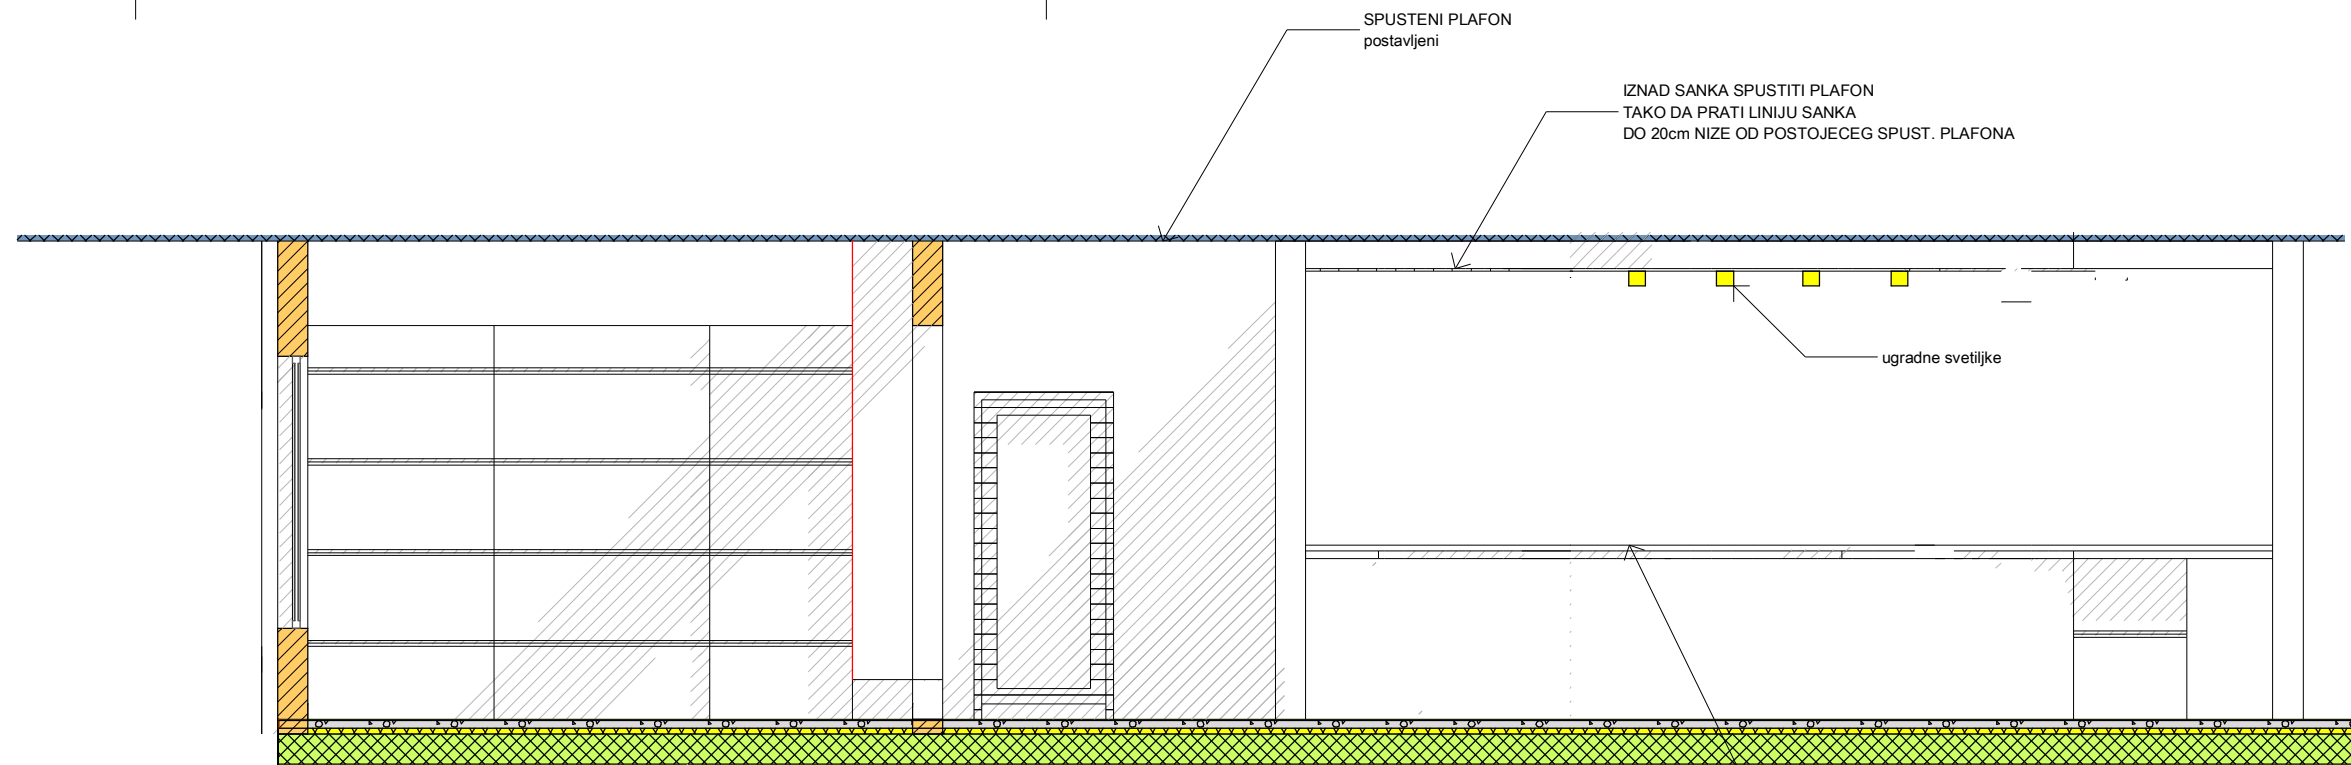 SPUSTENI PLAFON
postavljeni
IZNAD SANKA SPUSTITI PLAFON
TAKO DA PRATI LINIJU SANKA
DO 20cm NIZE OD POSTOJECEG SPUST. PLAFONA
ugradne svetiljke